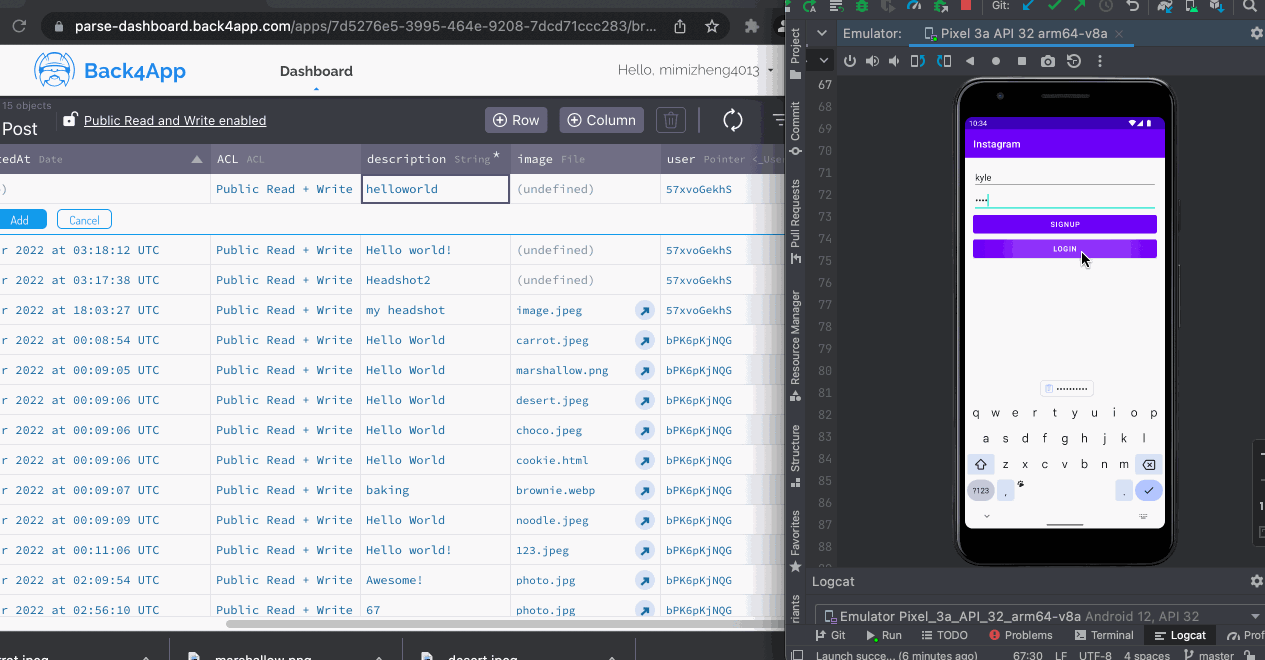 parse-dashboard.back4app.com/apps/7d5276e5-3995-464e-9208-7dcd71ccc283/br...
Back4App
Dashboard
Hello, mimizheng4013
15 objects
Post
Public Read and Write enabled
Row
Column
tedAt Date ACL ACL description String * image File user Pointer <_User
) Public Read + Write helloworld (undefined) 57xvoGekhS
Add Cancel
r 2022 at 03:18:12 UTC Public Read + Write Hello world! (undefined) 57xvoGekhS
r 2022 at 03:17:38 UTC Public Read + Write Headshot2 (undefined) 57xvoGekhS
r 2022 at 18:03:27 UTC Public Read + Write my headshot image.jpeg 57xvoGekhS
r 2022 at 00:08:54 UTC Public Read + Write Hello World carrot.jpeg bPK6pKjNQG
r 2022 at 00:09:05 UTC Public Read + Write Hello World marshallow.png bPK6pKjNQG
r 2022 at 00:09:06 UTC Public Read + Write Hello World desert.jpeg bPK6pKjNQG
r 2022 at 00:09:06 UTC Public Read + Write Hello World choco.jpeg bPK6pKjNQG
r 2022 at 00:09:06 UTC Public Read + Write Hello World cookie.html bPK6pKjNQG
r 2022 at 00:09:07 UTC Public Read + Write baking brownie.webp bPK6pKjNQG
r 2022 at 00:09:09 UTC Public Read + Write Hello World noodle.jpeg bPK6pKjNQG
r 2022 at 00:11:06 UTC Public Read + Write Hello world! 123.jpeg bPK6pKjNQG
r 2022 at 02:09:54 UTC Public Read + Write Awesome! photo.jpg bPK6pKjNQG
r 2022 at 02:56:10 UTC Public Read + Write 67 photo.jpg bPK6pKjNQG
rot.jpeg marshallow.png desert.jpeg
Git:
Emulator: Pixel 3a API 32 arm64-v8a
Project
Commit
Pull Requests
Resource Manager
Structure
Favorites
riants
67
68
69
70
71
72
73
74
75
76
77
78
79
80
81
82
83
84
85
86
87
88
10:34
Instagram
kyle
••••
SIGNUP
LOGIN
••••••••••
q w e r t y u i o p
a s d f g h j k l
z x c v b n m
?123 , .
Logcat
Emulator Pixel_3a_API_32_arm64-v8a Android 12, API 32
Git Run TODO Problems Terminal Logcat Prof
Launch succe... (6 minutes ago) 67:30 LF UTF-8 4 spaces master